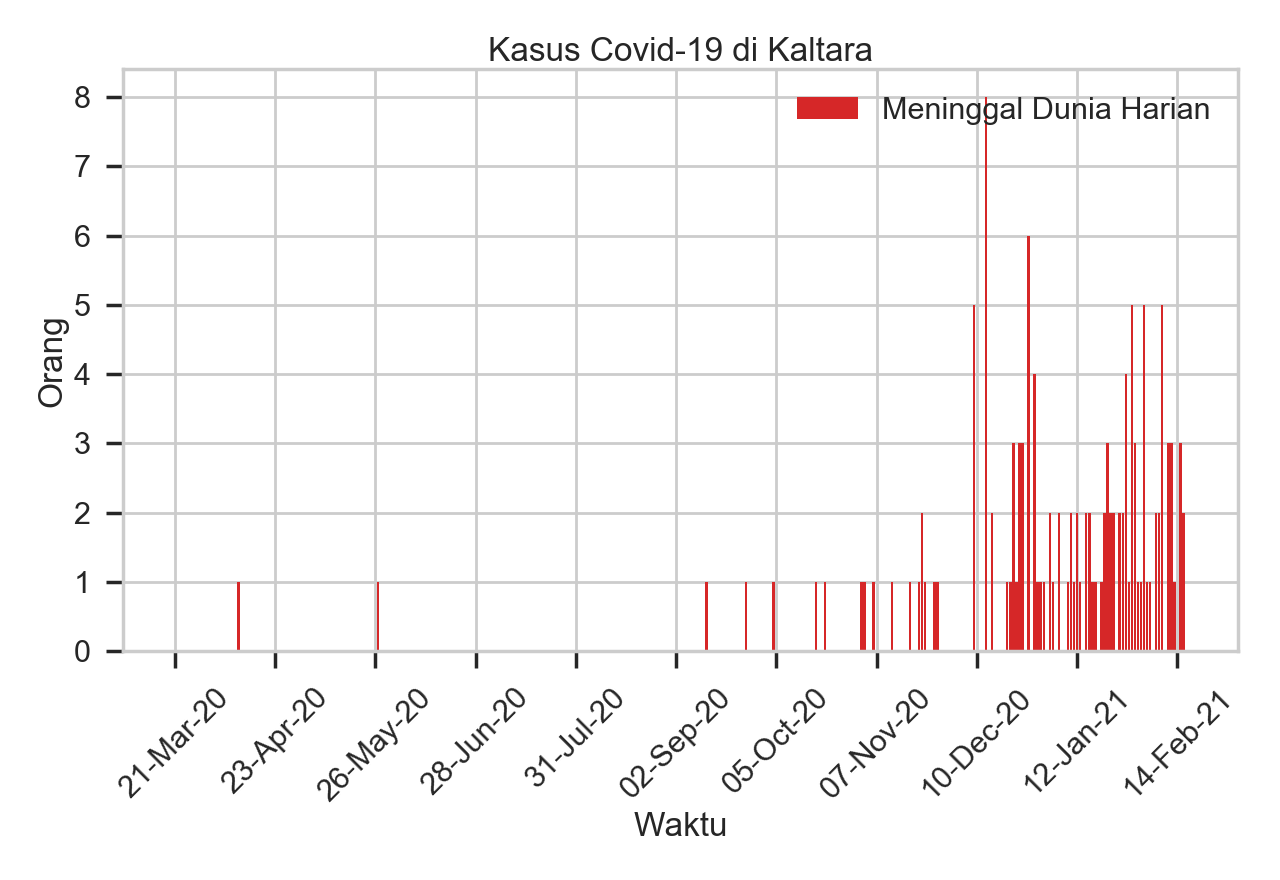 Kasus Covid-19 di Kaltara
Meninggal Dunia Harian
8
7
6
5
4
3
2
1
0
Orang
21-Mar-20
23-Apr-20
26-May-20
28-Jun-20
31-Jul-20
02-Sep-20
05-Oct-20
07-Nov-20
10-Dec-20
12-Jan-21
14-Feb-21
Waktu